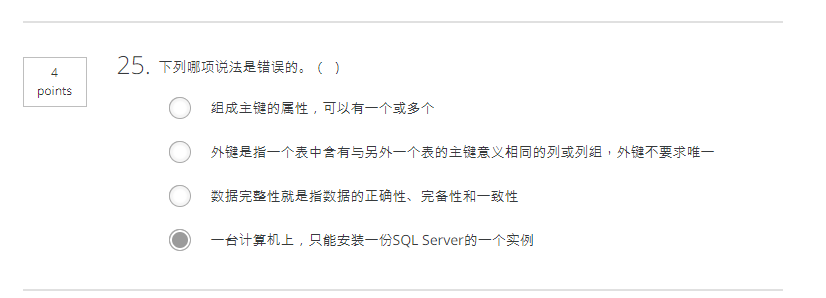 4
points
25. 下列哪项说法是错误的。（ ）
组成主键的属性，可以有一个或多个
外键是指一个表中含有与另外一个表的主键意义相同的列或列组，外键不要求唯一
数据完整性就是指数据的正确性、完备性和一致性
一台计算机上，只能安装一份SQL Server的一个实例